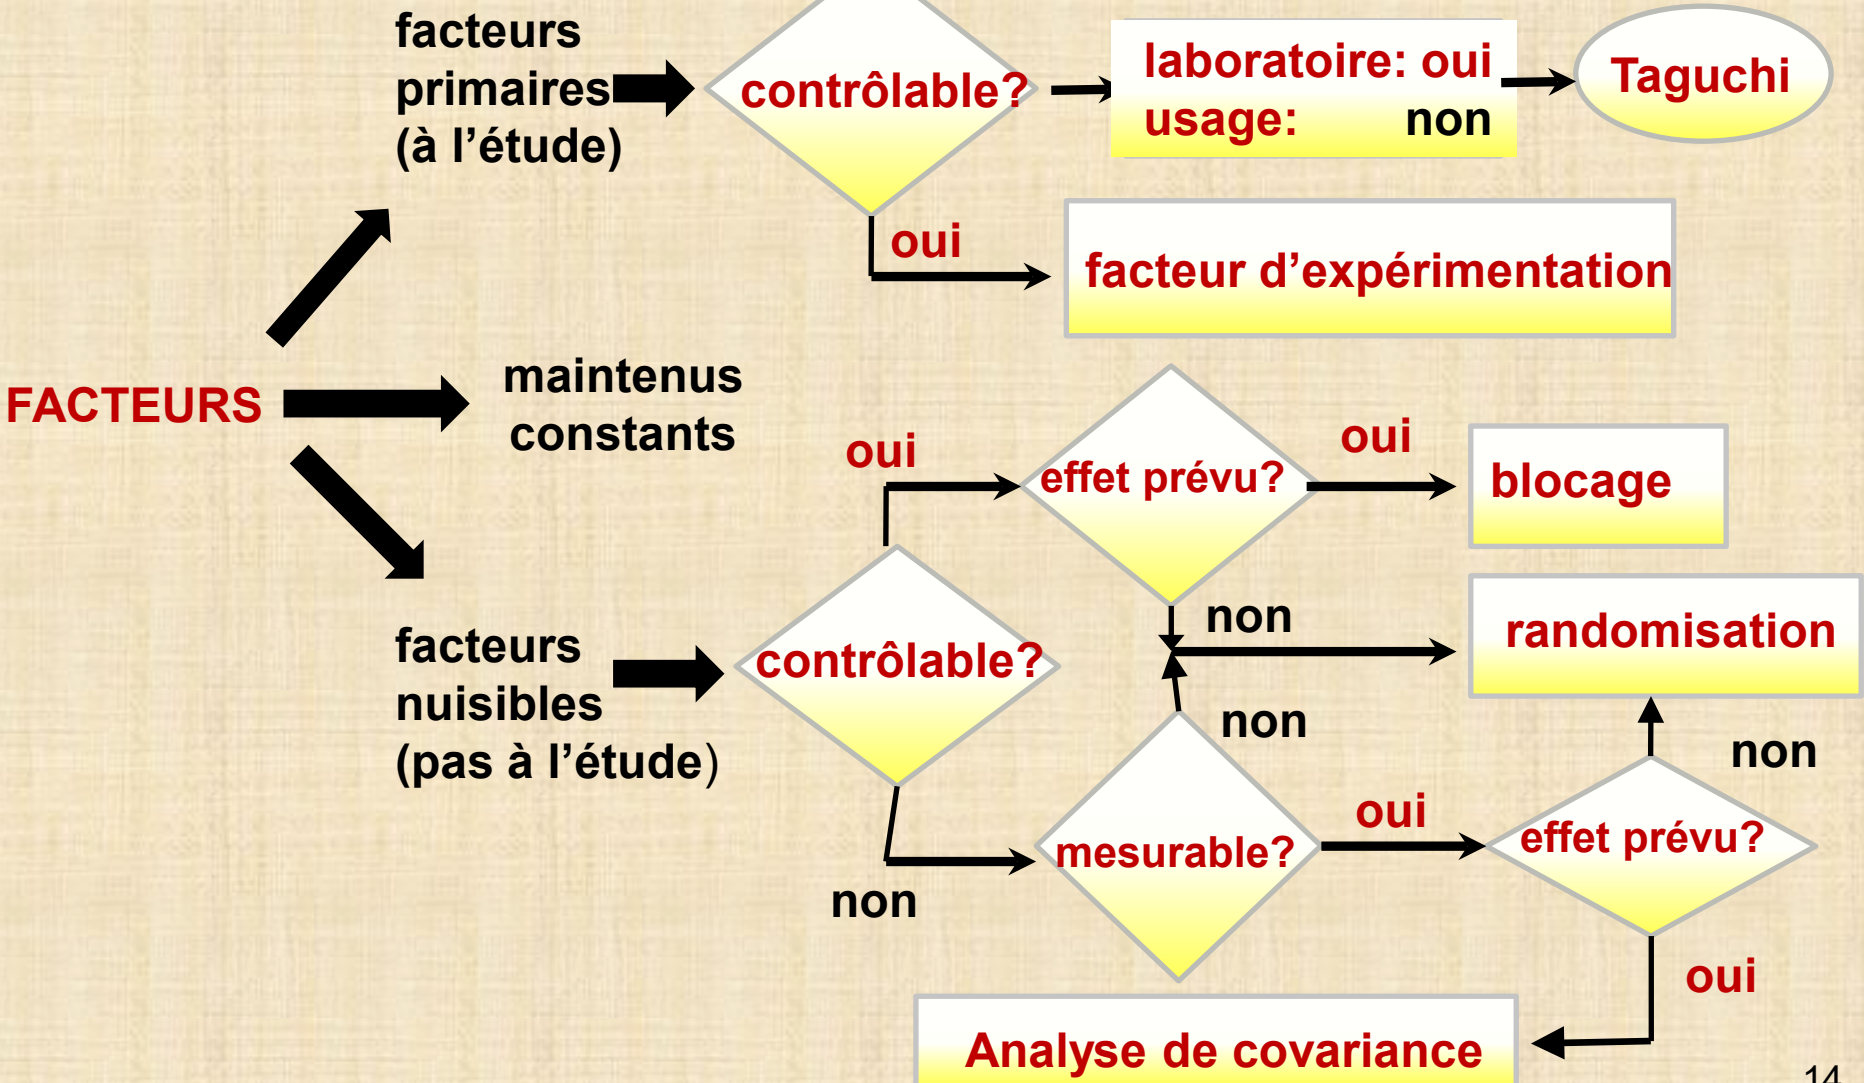 facteurs
primaires
(à l’étude)
contrôlable?
laboratoire: oui
usage: non
Taguchi
oui
facteur d’expérimentation
FACTEURS
maintenus
constants
oui
effet prévu?
oui
blocage
facteurs
nuisibles
(pas à l’étude)
contrôlable?
non
randomisation
non
non
mesurable?
oui
effet prévu?
non
oui
Analyse de covariance
14